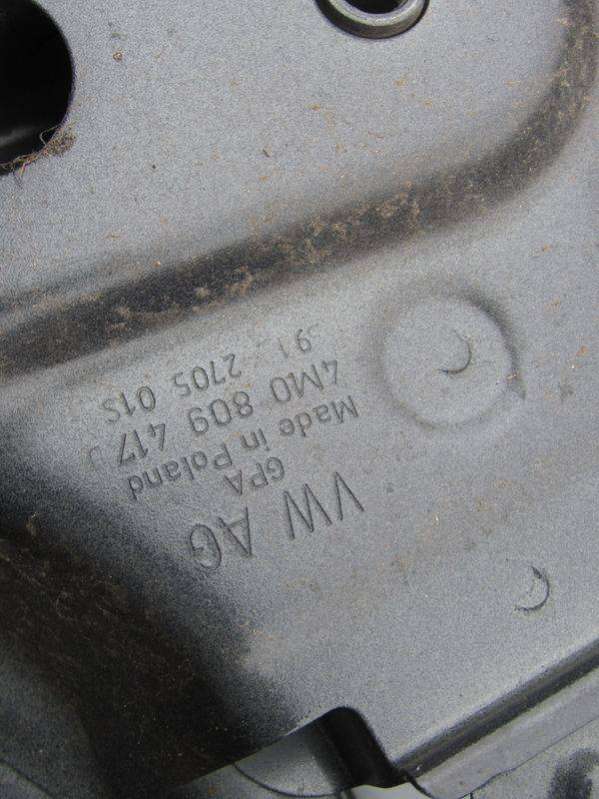 VW AG
GPA
Made in Poland
4M0 809 417
91 2705 01S